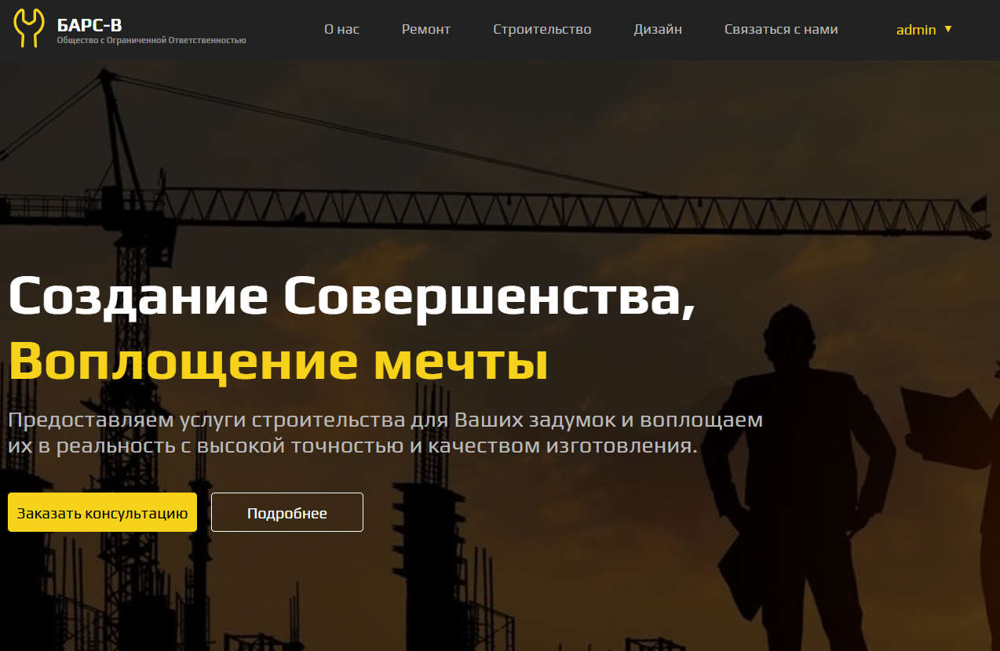 БАРС-В
Общество с Ограниченной Ответственностью
О нас
Ремонт
Строительство
Дизайн
Связаться с нами
admin ▼
Создание Совершенства,
Воплощение мечты
Предоставляем услуги строительства для Ваших задумок и воплощаем
их в реальность с высокой точностью и качеством изготовления.
Заказать консультацию
Подробнее